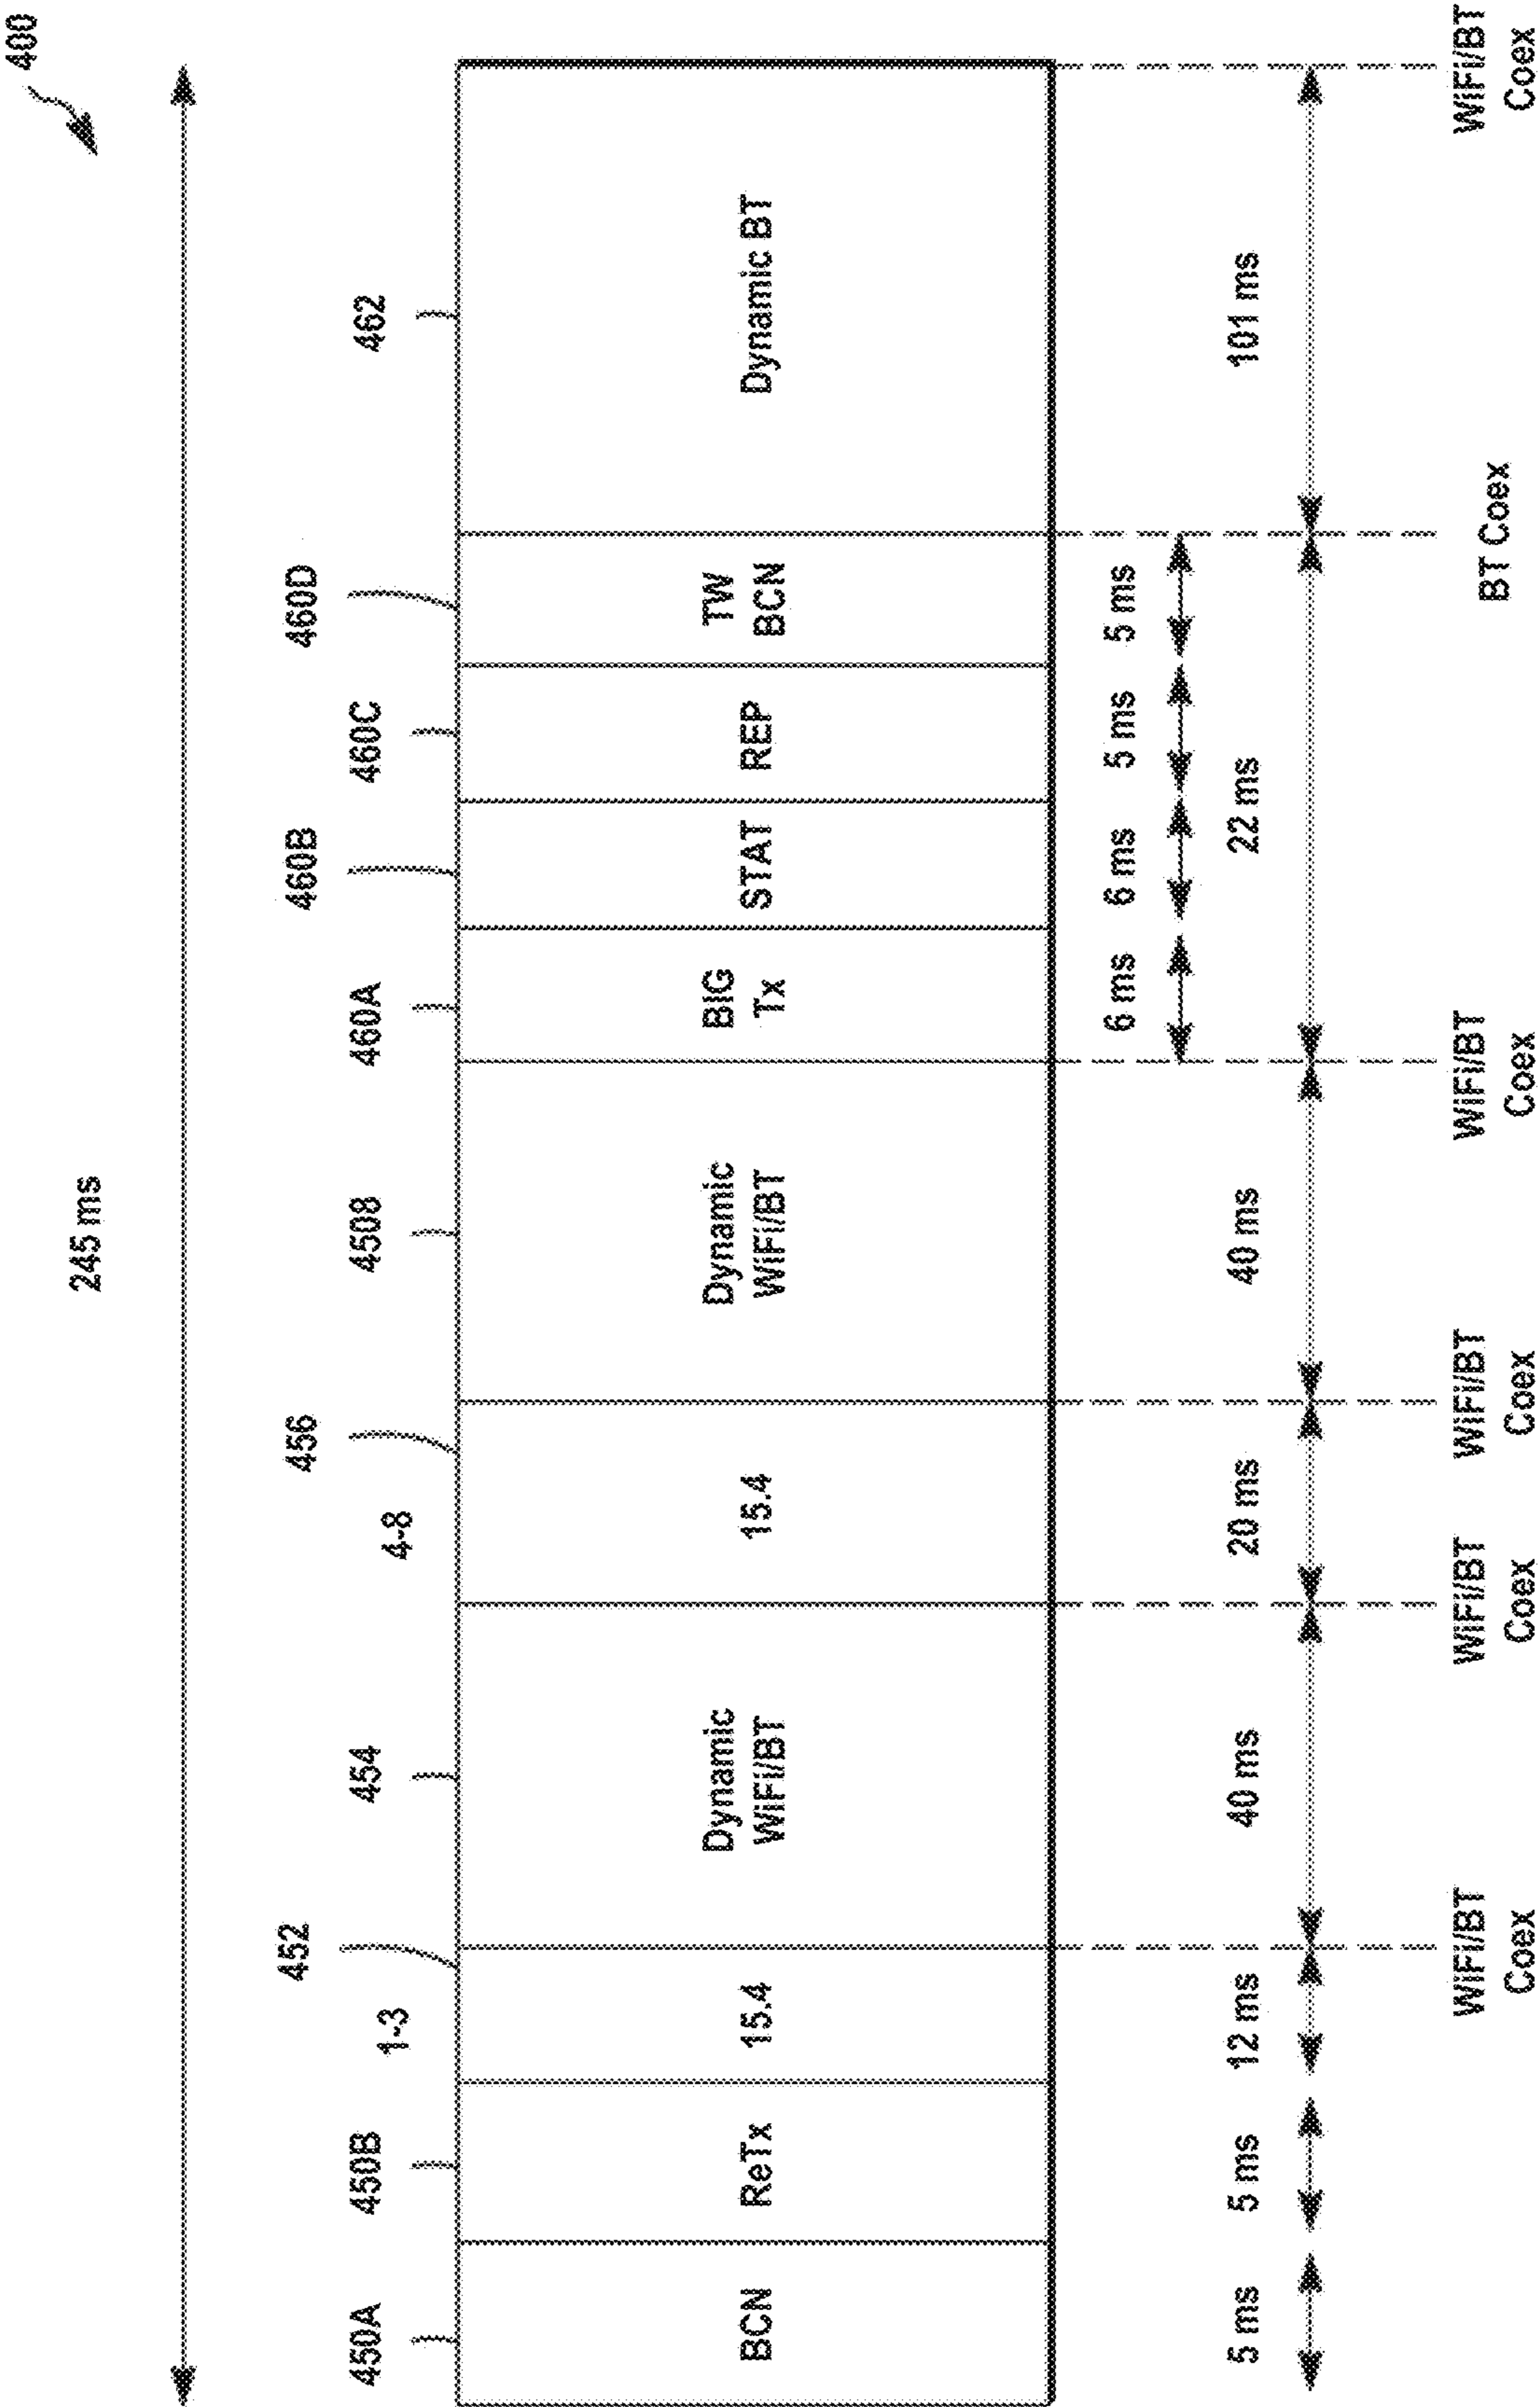 400
245 ms
450A
450B
1-3
452
454
4-8
456
4508
460A
460B
460C
460D
462
BCN
ReTx
15.4
Dynamic
WiFi/BT
15.4
Dynamic
WiFi/BT
BIG
Tx
STAT
REP
TW
BCN
Dynamic BT
6 ms
6 ms
5 ms
5 ms
5 ms
5 ms
12 ms
40 ms
20 ms
40 ms
22 ms
101 ms
WiFi/BT
Coex
WiFi/BT
Coex
WiFi/BT
Coex
WiFi/BT
Coex
BT Coex
WiFi/BT
Coex